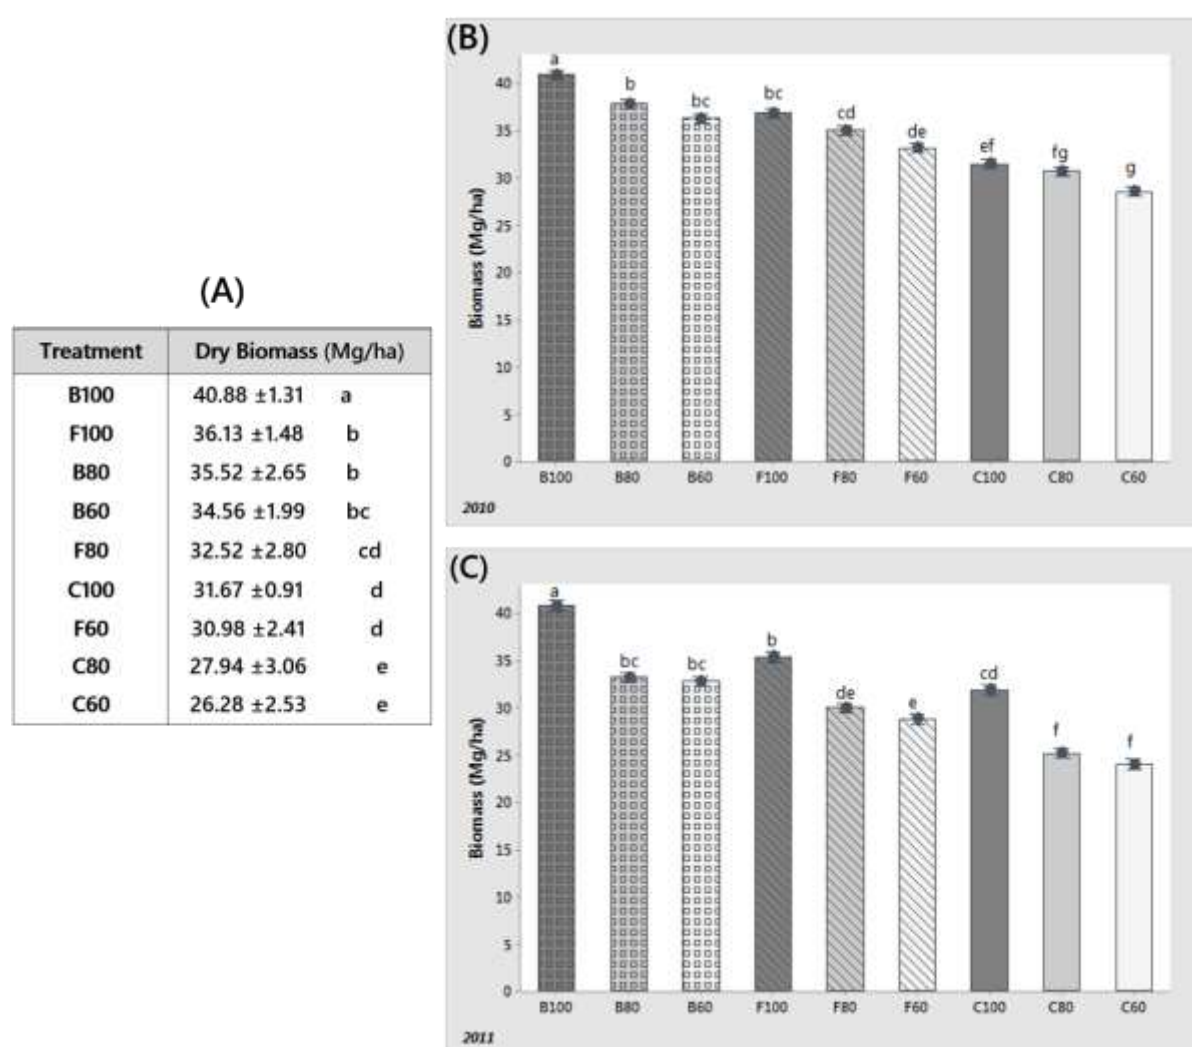 (A)
Treatment Dry Biomass (Mg/ha)
B100 40.88 ±1.31 a
F100 36.13 ±1.48 b
B80 35.52 ±2.65 b
B60 34.56 ±1.99 bc
F80 32.52 ±2.80 cd
C100 31.67 ±0.91 d
F60 30.98 ±2.41 d
C80 27.94 ±3.06 e
C60 26.28 ±2.53 e
(B)
Biomass (Mg/ha)
40
35
30
25
20
15
10
5
0
a b bc bc cd de ef fg g
B100 B80 B60 F100 F80 F60 C100 C80 C60
2010
(C)
Biomass (Mg/ha)
40
35
30
25
20
15
10
5
0
a bc bc b de e cd f f
B100 B80 B60 F100 F80 F60 C100 C80 C60
2011